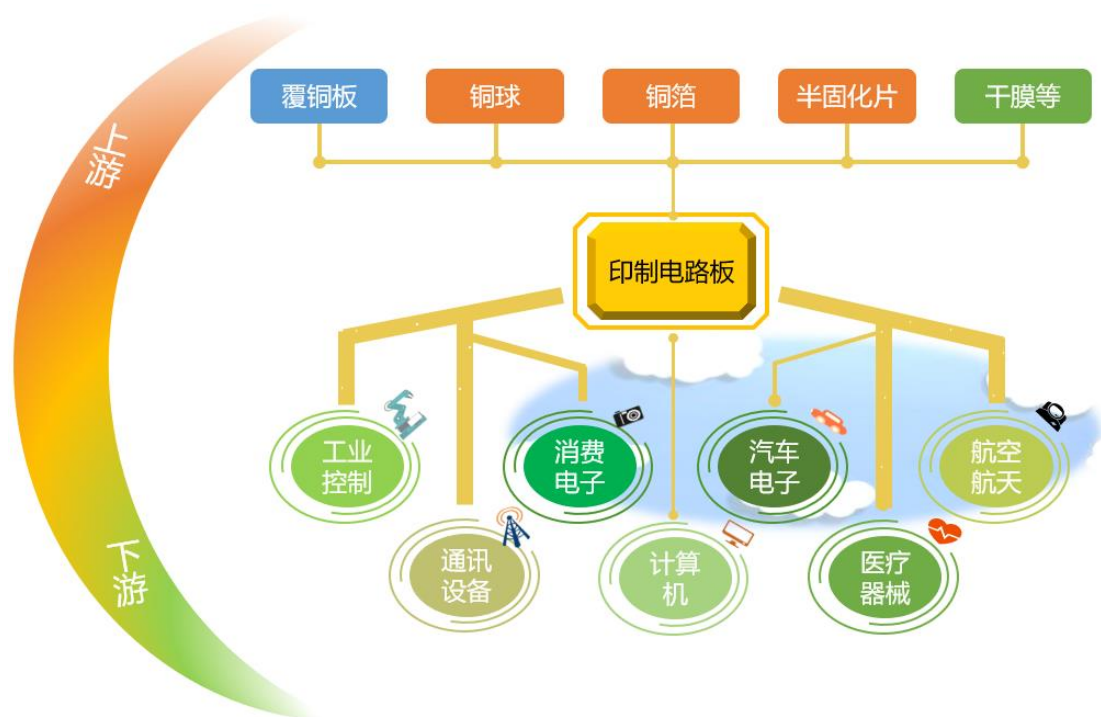 上游
覆铜板
铜球
铜箔
半固化片
干膜等
印制电路板
工业
控制
消费
电子
汽车
电子
航空
航天
通讯
设备
计算
机
医疗
器械
下游